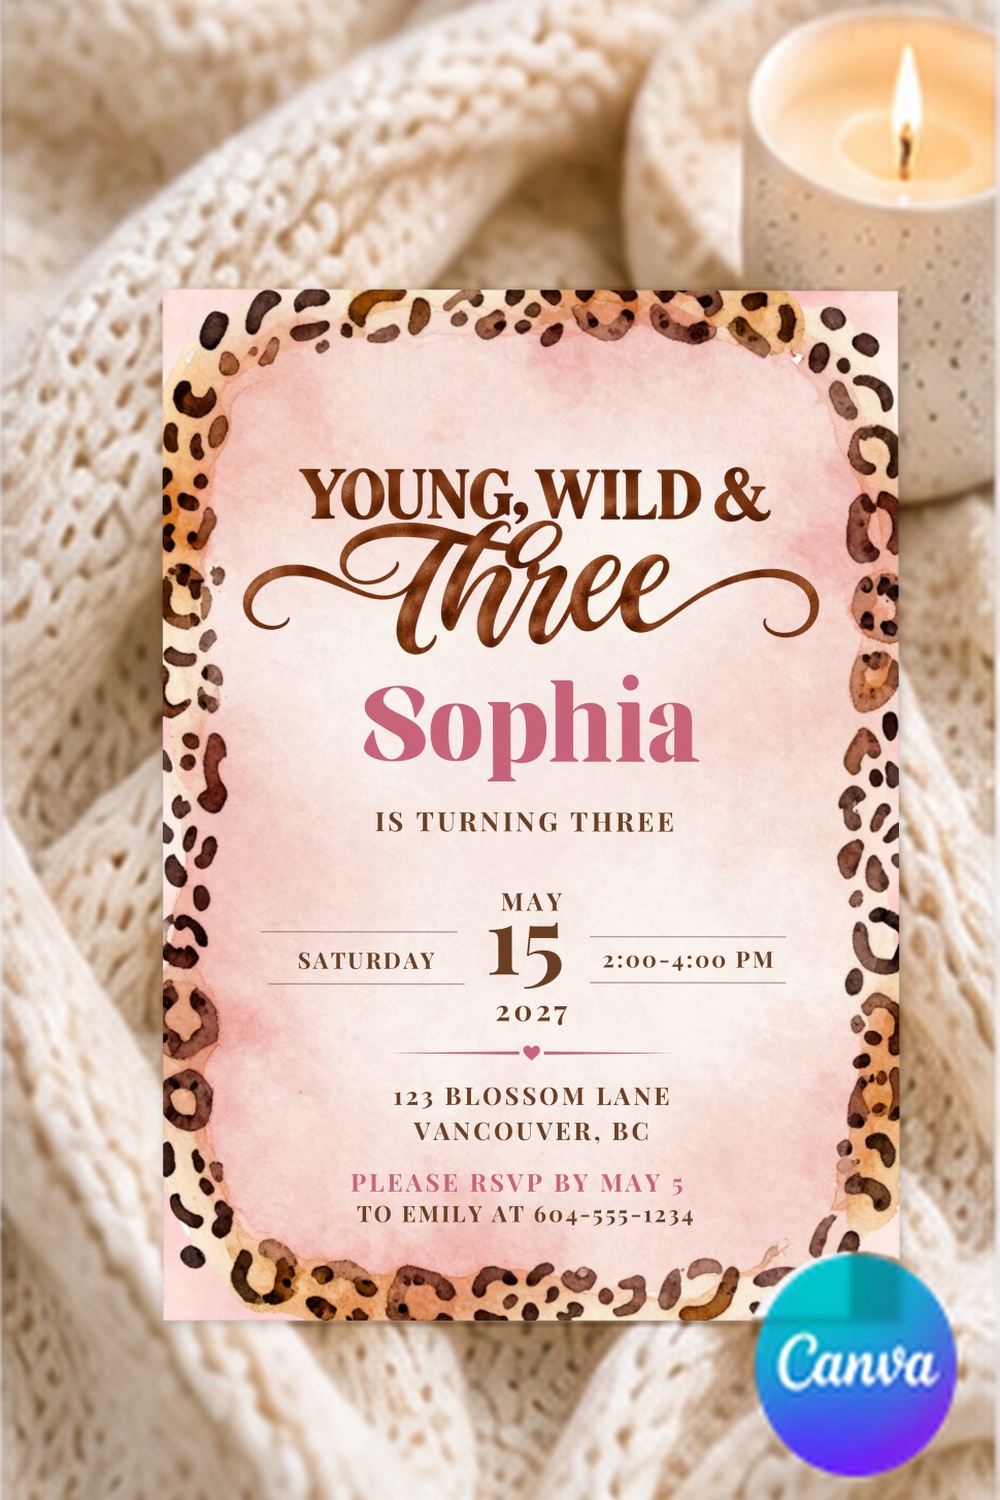 YOUNG, WILD &
Three
Sophia
IS TURNING THREE
MAY
SATURDAY 15 2:00-4:00 PM
2027
123 BLOSSOM LANE
VANCOUVER, BC
PLEASE RSVP BY MAY 5
TO EMILY AT 604-555-1234
Canva